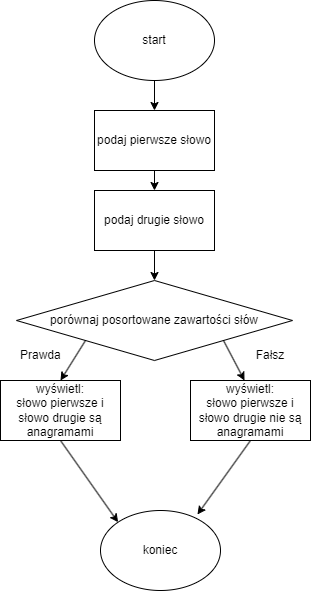 start
podaj pierwsze słowo
podaj drugie słowo
porównaj posortowane zawartości słów
Prawda
Fałsz
wyświetl:
słowo pierwsze i
słowo drugie są
anagramami
wyświetl:
słowo pierwsze i
słowo drugie nie są
anagramami
koniec